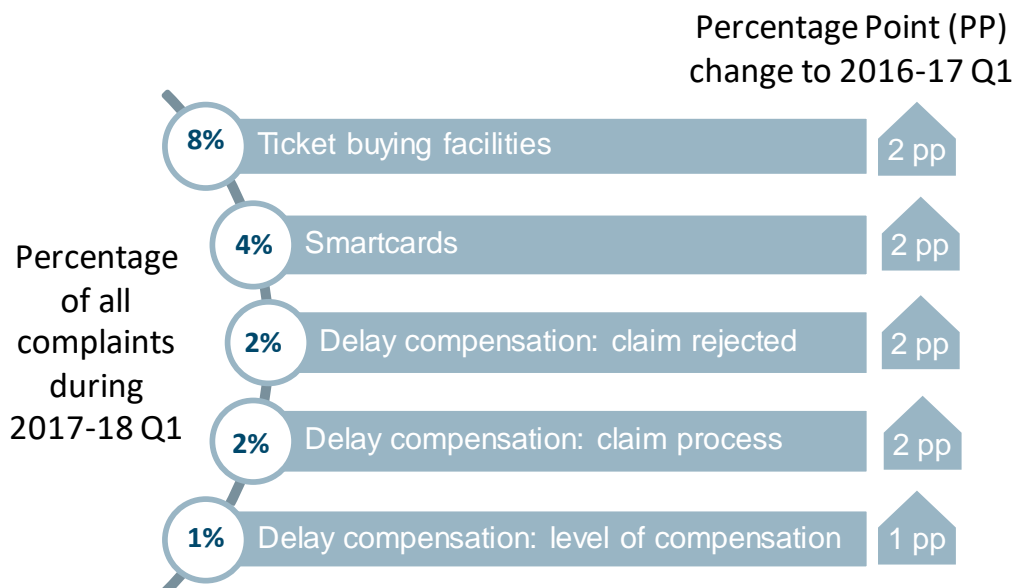 Percentage Point (PP)
change to 2016-17 Q1
8% Ticket buying facilities 2 pp
4% Smartcards 2 pp
Percentage
of all
complaints
during
2017-18 Q1
2% Delay compensation: claim rejected 2 pp
2% Delay compensation: claim process 2 pp
1% Delay compensation: level of compensation 1 pp